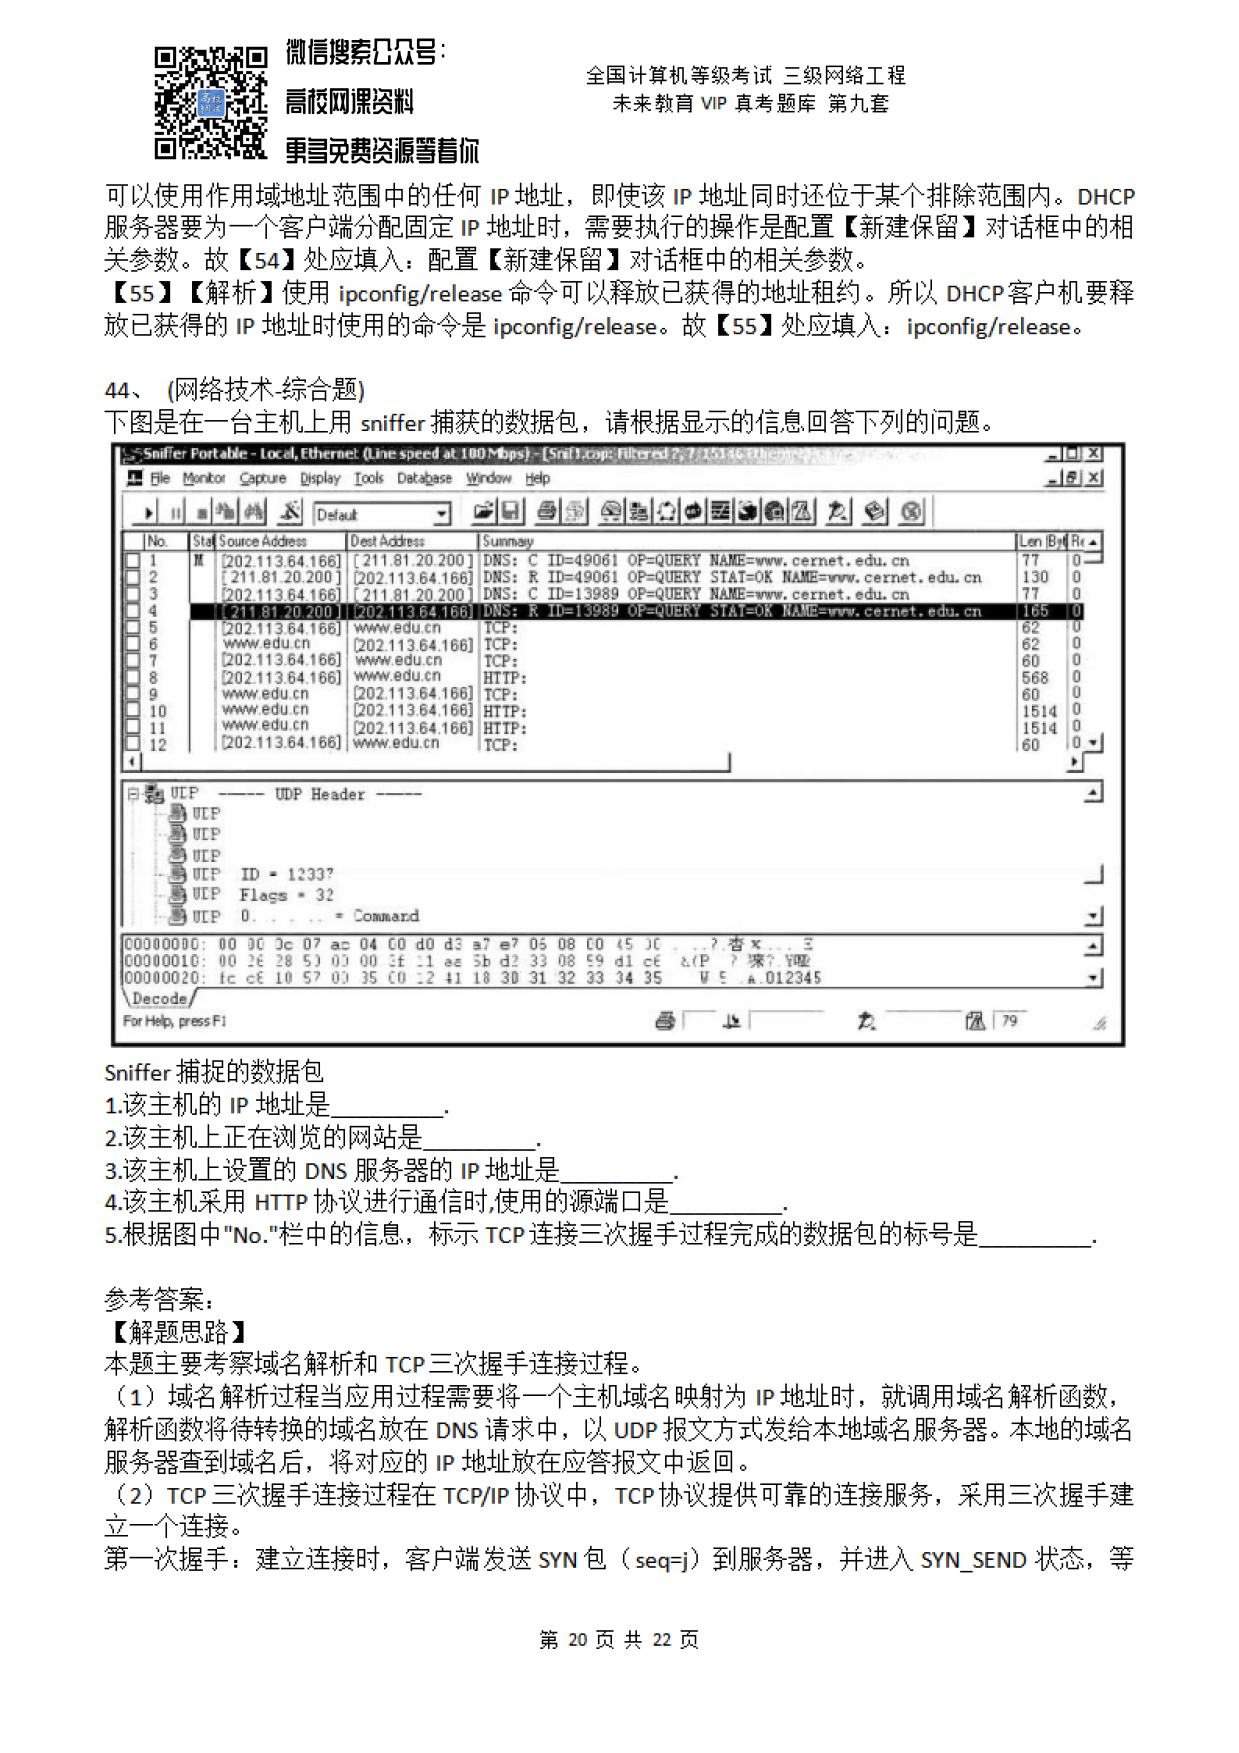 微信搜索公众号：
高校网课资料
更多免费资源等着你
全国计算机等级考试 三级网络工程
未来教育 VIP 真考题库 第九套
可以使用作用域地址范围中的任何 IP 地址，即使该 IP 地址同时还位于某个排除范围内。DHCP
服务器要为一个客户端分配固定 IP 地址时，需要执行的操作是配置【新建保留】对话框中的相
关参数。故【54】处应填入：配置【新建保留】对话框中的相关参数。
【55】【解析】使用 ipconfig/release 命令可以释放已获得的地址租约。所以 DHCP 客户机要释
放已获得的 IP 地址时使用的命令是 ipconfig/release。故【55】处应填入：ipconfig/release。
44、 (网络技术-综合题)
下图是在一台主机上用 sniffer 捕获的数据包，请根据显示的信息回答下列的问题。
Sniffer Portable - Local, Ethernet (Line speed at 100 Mbps) - [Snif1.cap: Filtered 2, 7/15146 Ethernet
File Monitor Capture Display Tools Database Window Help
Default
No. Stat Source Address Dest Address Summary Len (Byt Re
1 M [202.113.64.166] [211.81.20.200] DNS: C ID=49061 OP=QUERY NAME=www.cernet.edu.cn 77 0
2 [211.81.20.200] [202.113.64.166] DNS: R ID=49061 OP=QUERY STAT=OK NAME=www.cernet.edu.cn 130 0
3 [202.113.64.166] [211.81.20.200] DNS: C ID=13989 OP=QUERY NAME=www.cernet.edu.cn 77 0
4 [211.81.20.200] [202.113.64.166] DNS: R ID=13989 OP=QUERY STAT=OK NAME=www.cernet.edu.cn 165 0
5 [202.113.64.166] www.edu.cn TCP: 62 0
6 www.edu.cn [202.113.64.166] TCP: 62 0
7 [202.113.64.166] www.edu.cn TCP: 60 0
8 [202.113.64.166] www.edu.cn HTTP: 568 0
9 www.edu.cn [202.113.64.166] TCP: 60 0
10 www.edu.cn [202.113.64.166] HTTP: 1514 0
11 www.edu.cn [202.113.64.166] HTTP: 1514 0
12 [202.113.64.166] www.edu.cn TCP: 60 0
UDP ----- UDP Header -----
UDP
UDP
UDP
UDP ID = 12337
UDP Flags = 32
UDP 0. . . . .. = Command
00000000: 00 00 0c 07 ac 04 00 d0 d3 a7 e7 06 08 00 45 00
00000010: 00 26 28 50 00 00 3f 11 ae 5b d2 33 08 59 d1 c6
00000020: fc c6 10 57 00 35 00 12 41 18 30 31 32 33 34 35 W 5 .A.012345
Decode
For Help, press F1
79
Sniffer 捕捉的数据包
1.该主机的 IP 地址是_________.
2.该主机上正在浏览的网站是_________.
3.该主机上设置的 DNS 服务器的 IP 地址是_________.
4.该主机采用 HTTP 协议进行通信时,使用的源端口是_________.
5.根据图中"No."栏中的信息，标示 TCP 连接三次握手过程完成的数据包的标号是_________.
参考答案：
【解题思路】
本题主要考察域名解析和 TCP 三次握手连接过程。
（1）域名解析过程当应用过程需要将一个主机域名映射为 IP 地址时，就调用域名解析函数，
解析函数将待转换的域名放在 DNS 请求中，以 UDP 报文方式发给本地域名服务器。本地的域名
服务器查到域名后，将对应的 IP 地址放在应答报文中返回。
（2）TCP 三次握手连接过程在 TCP/IP 协议中，TCP 协议提供可靠的连接服务，采用三次握手建
立一个连接。
第一次握手：建立连接时，客户端发送 SYN 包（seq=j）到服务器，并进入 SYN_SEND 状态，等
第 20 页 共 22 页